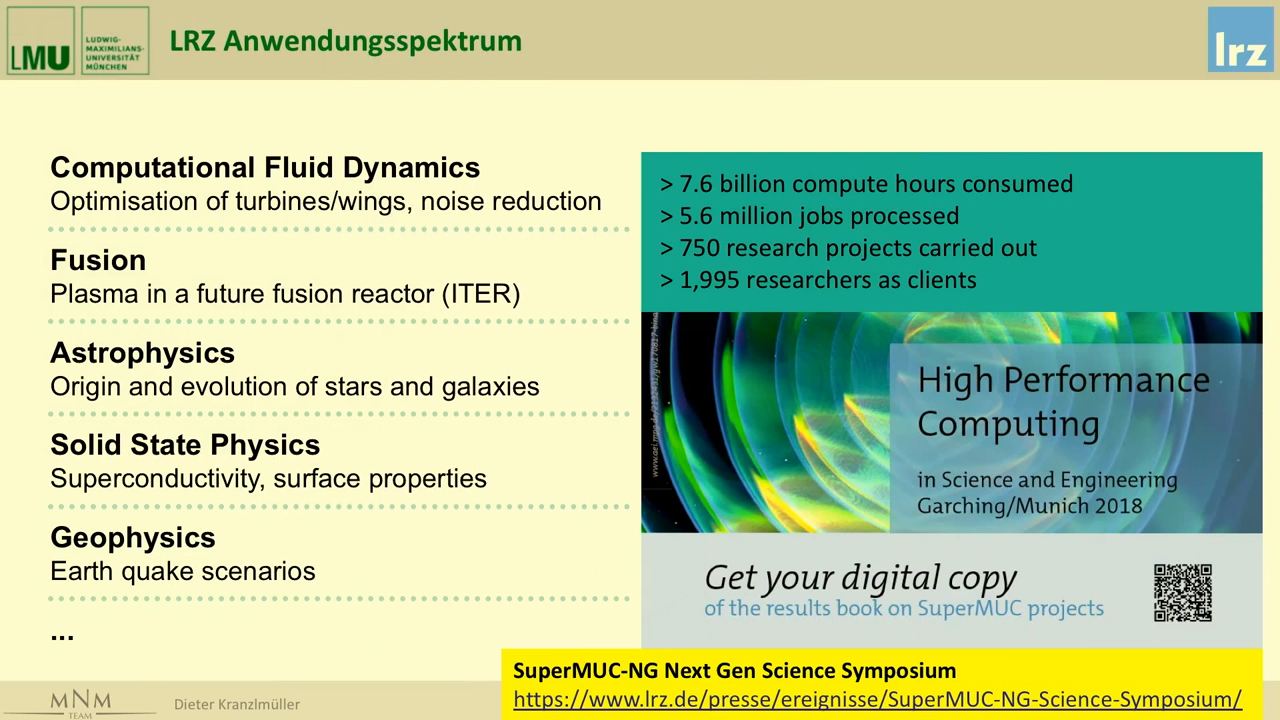 LMU
LUDWIG-
MAXIMILIANS-
UNIVERSITÄT
MÜNCHEN
LRZ Anwendungsspektrum
lrz
Computational Fluid Dynamics
Optimisation of turbines/wings, noise reduction
Fusion
Plasma in a future fusion reactor (ITER)
Astrophysics
Origin and evolution of stars and galaxies
Solid State Physics
Superconductivity, surface properties
Geophysics
Earth quake scenarios
...
> 7.6 billion compute hours consumed
> 5.6 million jobs processed
> 750 research projects carried out
> 1,995 researchers as clients
High Performance
Computing
in Science and Engineering
Garching/Munich 2018
Get your digital copy
of the results book on SuperMUC projects
SuperMUC-NG Next Gen Science Symposium
https://www.lrz.de/presse/ereignisse/SuperMUC-NG-Science-Symposium/
MNM
TEAM
Dieter Kranzlmüller